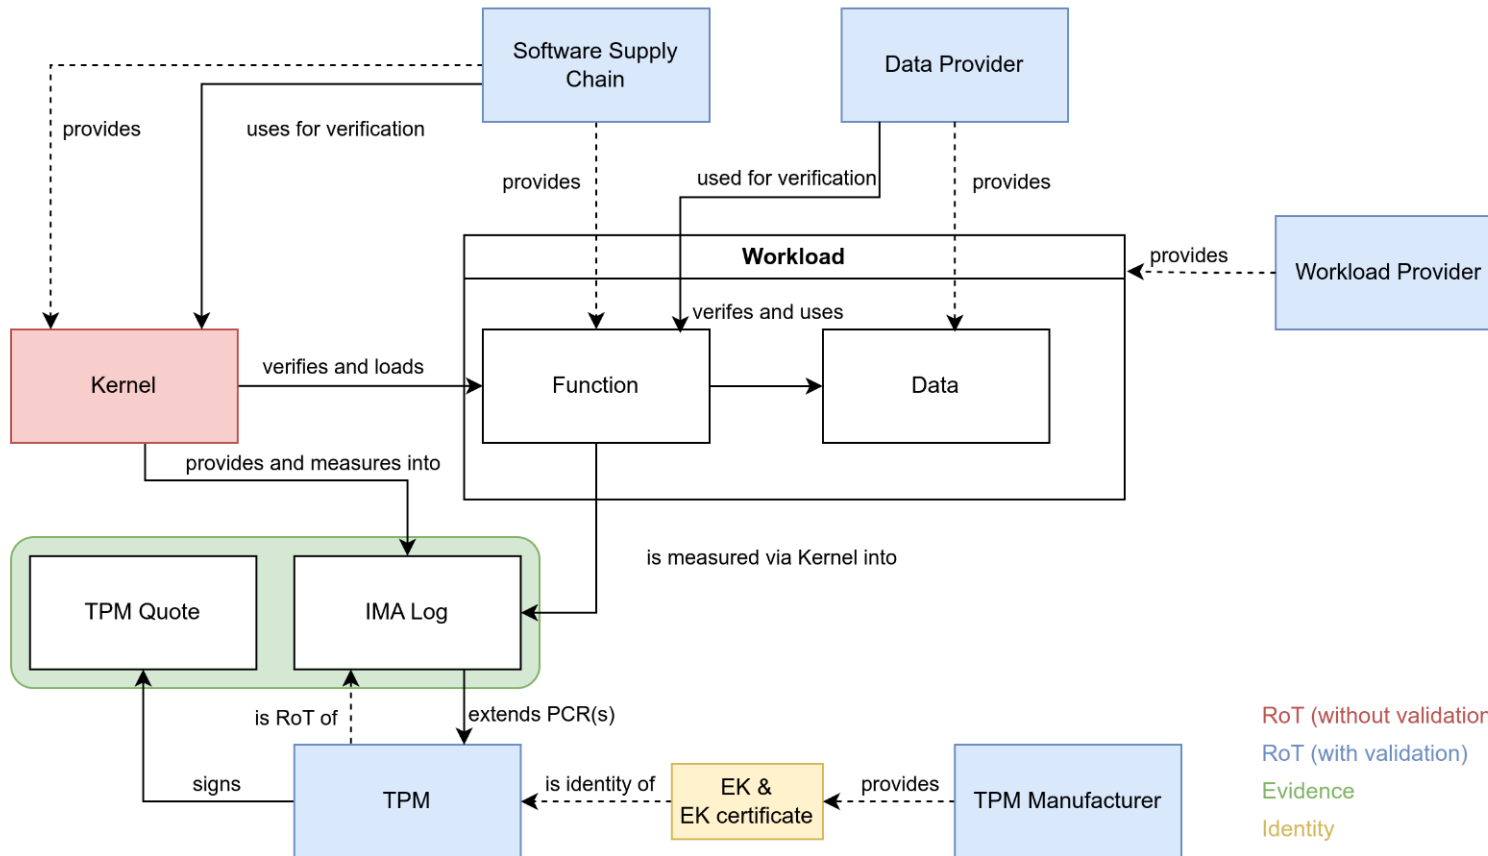 Software Supply
Chain
Data Provider
provides
uses for verification
provides
used for verification
provides
Workload
provides
Workload Provider
verifes and uses
Kernel
verifies and loads
Function
Data
provides and measures into
is measured via Kernel into
TPM Quote
IMA Log
is RoT of
extends PCR(s)
signs
TPM
is identity of
EK &
EK certificate
provides
TPM Manufacturer
RoT (without validation
RoT (with validation)
Evidence
Identity